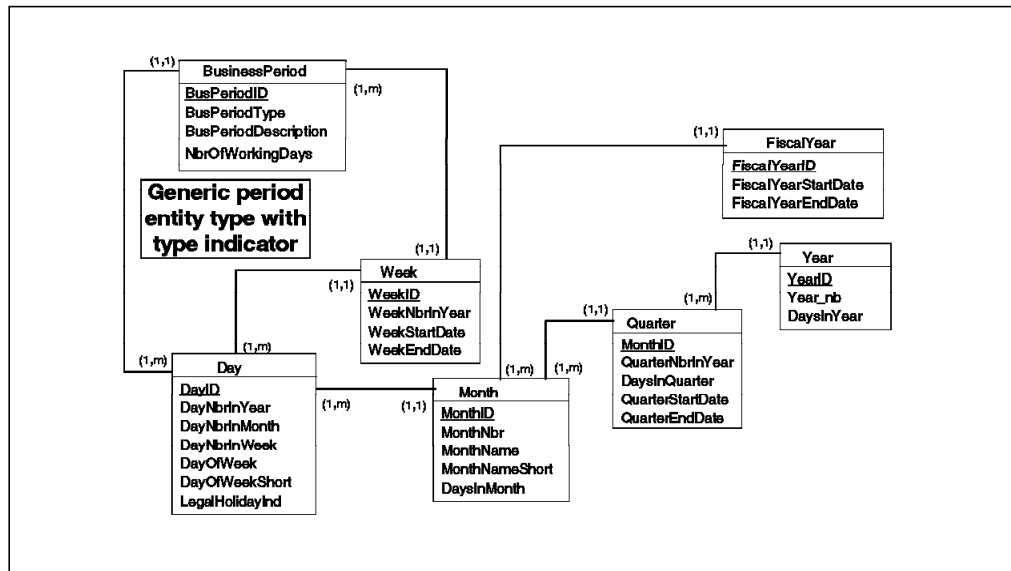 (1,1)
BusinessPeriod
BusPeriodID
BusPeriodType
BusPeriodDescription
NbrOfWorkingDays
(1,m)
Generic period
entity type with
type indicator
(1,1)
FiscalYear
FiscalYearID
FiscalYearStartDate
FiscalYearEndDate
(1,1)
Week
(1,1)
WeekID
WeekNbrInYear
WeekStartDate
WeekEndDate
(1,1)
Year
YearID
Year_nb
DaysInYear
(1,m)
(1,1)
Quarter
MonthID
QuarterNbrInYear
DaysInQuarter
QuarterStartDate
QuarterEndDate
(1,m)
(1,m)
Day
DayID
DayNbrInYear
DayNbrInMonth
DayNbrInWeek
DayOfWeek
DayOfWeekShort
LegalHolidayInd
(1,m)
(1,1)
(1,m)
(1,m)
Month
MonthID
MonthNbr
MonthName
MonthNameShort
DaysInMonth